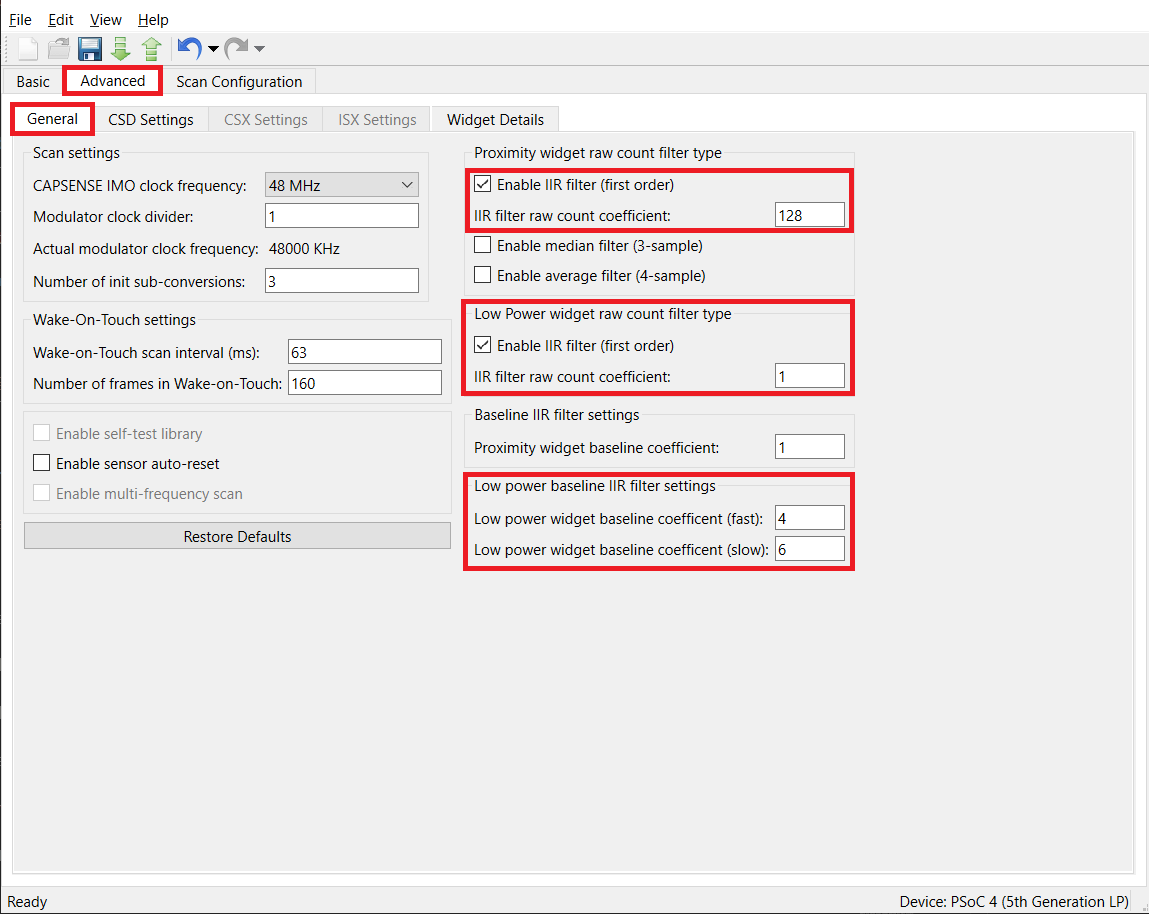 File Edit View Help
Basic Advanced Scan Configuration
General CSD Settings CSX Settings ISX Settings Widget Details
Scan settings
CAPSENSE IMO clock frequency: 48 MHz
Modulator clock divider: 1
Actual modulator clock frequency: 48000 KHz
Number of init sub-conversions: 3
Wake-On-Touch settings
Wake-on-Touch scan interval (ms): 63
Number of frames in Wake-on-Touch: 160
Enable self-test library
Enable sensor auto-reset
Enable multi-frequency scan
Restore Defaults
Proximity widget raw count filter type
Enable IIR filter (first order)
IIR filter raw count coefficient: 128
Enable median filter (3-sample)
Enable average filter (4-sample)
Low Power widget raw count filter type
Enable IIR filter (first order)
IIR filter raw count coefficient: 1
Baseline IIR filter settings
Proximity widget baseline coefficient: 1
Low power baseline IIR filter settings
Low power widget baseline coefficent (fast): 4
Low power widget baseline coefficent (slow): 6
Ready Device: PSoC 4 (5th Generation LP)